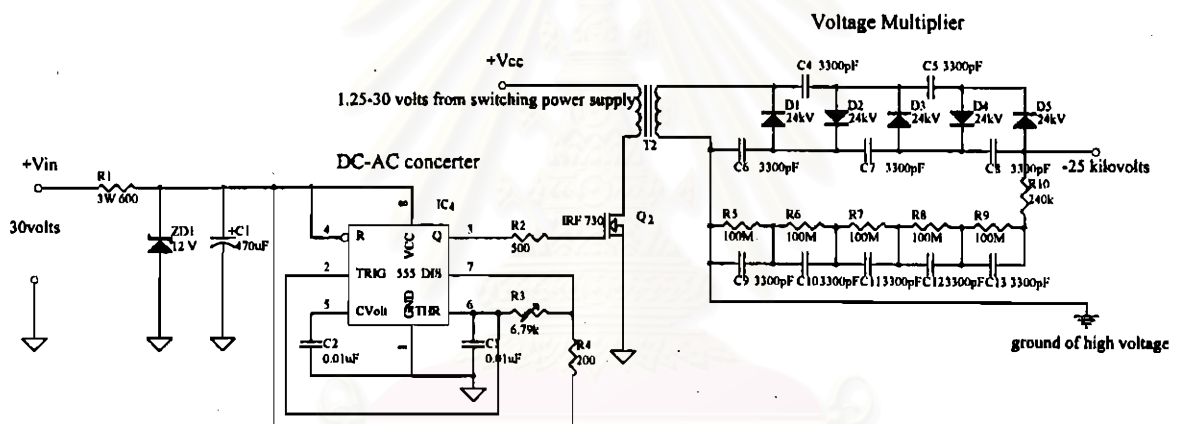 Voltage Multiplier
+Vcc
1.25-30 volts from switching power supply
C4 3300pF
C5 3300pF
D1
24kV
D2
24kV
D3
24kV
D4
24kV
D5
24kV
T2
C6
3300pF
C7
3300pF
C8
3300pF
-25 kilovolts
+Vin
R1
3W 600
DC-AC concerter
30volts
ZD1
12 V
+C1
470uF
IC4
8
4
R
VCC
Q
3
R2
500
IRF 730
Q2
R10
240k
R5
100M
R6
100M
R7
100M
R8
100M
R9
100M
2
TRIG
555
DIS
7
C9
3300pF
C10
3300pF
C11
3300pF
C12
3300pF
C13
3300pF
5
CVolt
GND
THR
6
R3
6.79k
C2
0.01uF
1
0.01uF
R4
200
ground of high voltage